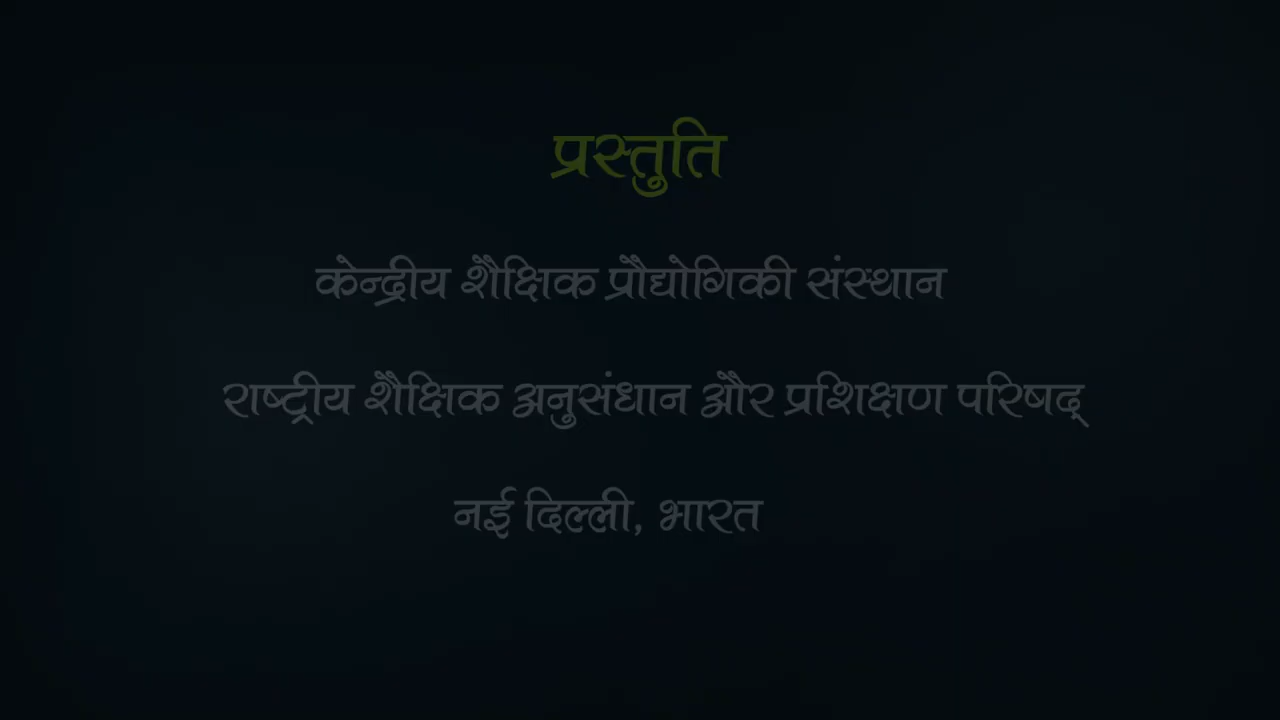 प्रस्तुति
केन्द्रीय शैक्षिक प्रौद्योगिकी संस्थान
राष्ट्रीय शैक्षिक अनुसंधान और प्रशिक्षण परिषद्
नई दिल्ली, भारत